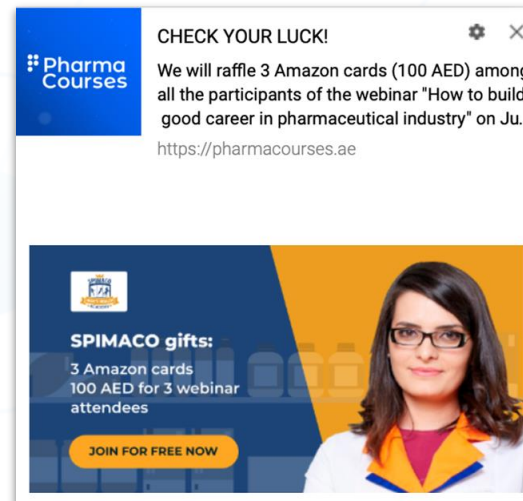 Pharma
Courses
CHECK YOUR LUCK!
We will raffle 3 Amazon cards (100 AED) among
all the participants of the webinar "How to build
good career in pharmaceutical industry" on Ju..
https://pharmacourses.ae
SPIMACO
SPIMACO gifts:
3 Amazon cards
100 AED for 3 webinar
attendees
JOIN FOR FREE NOW